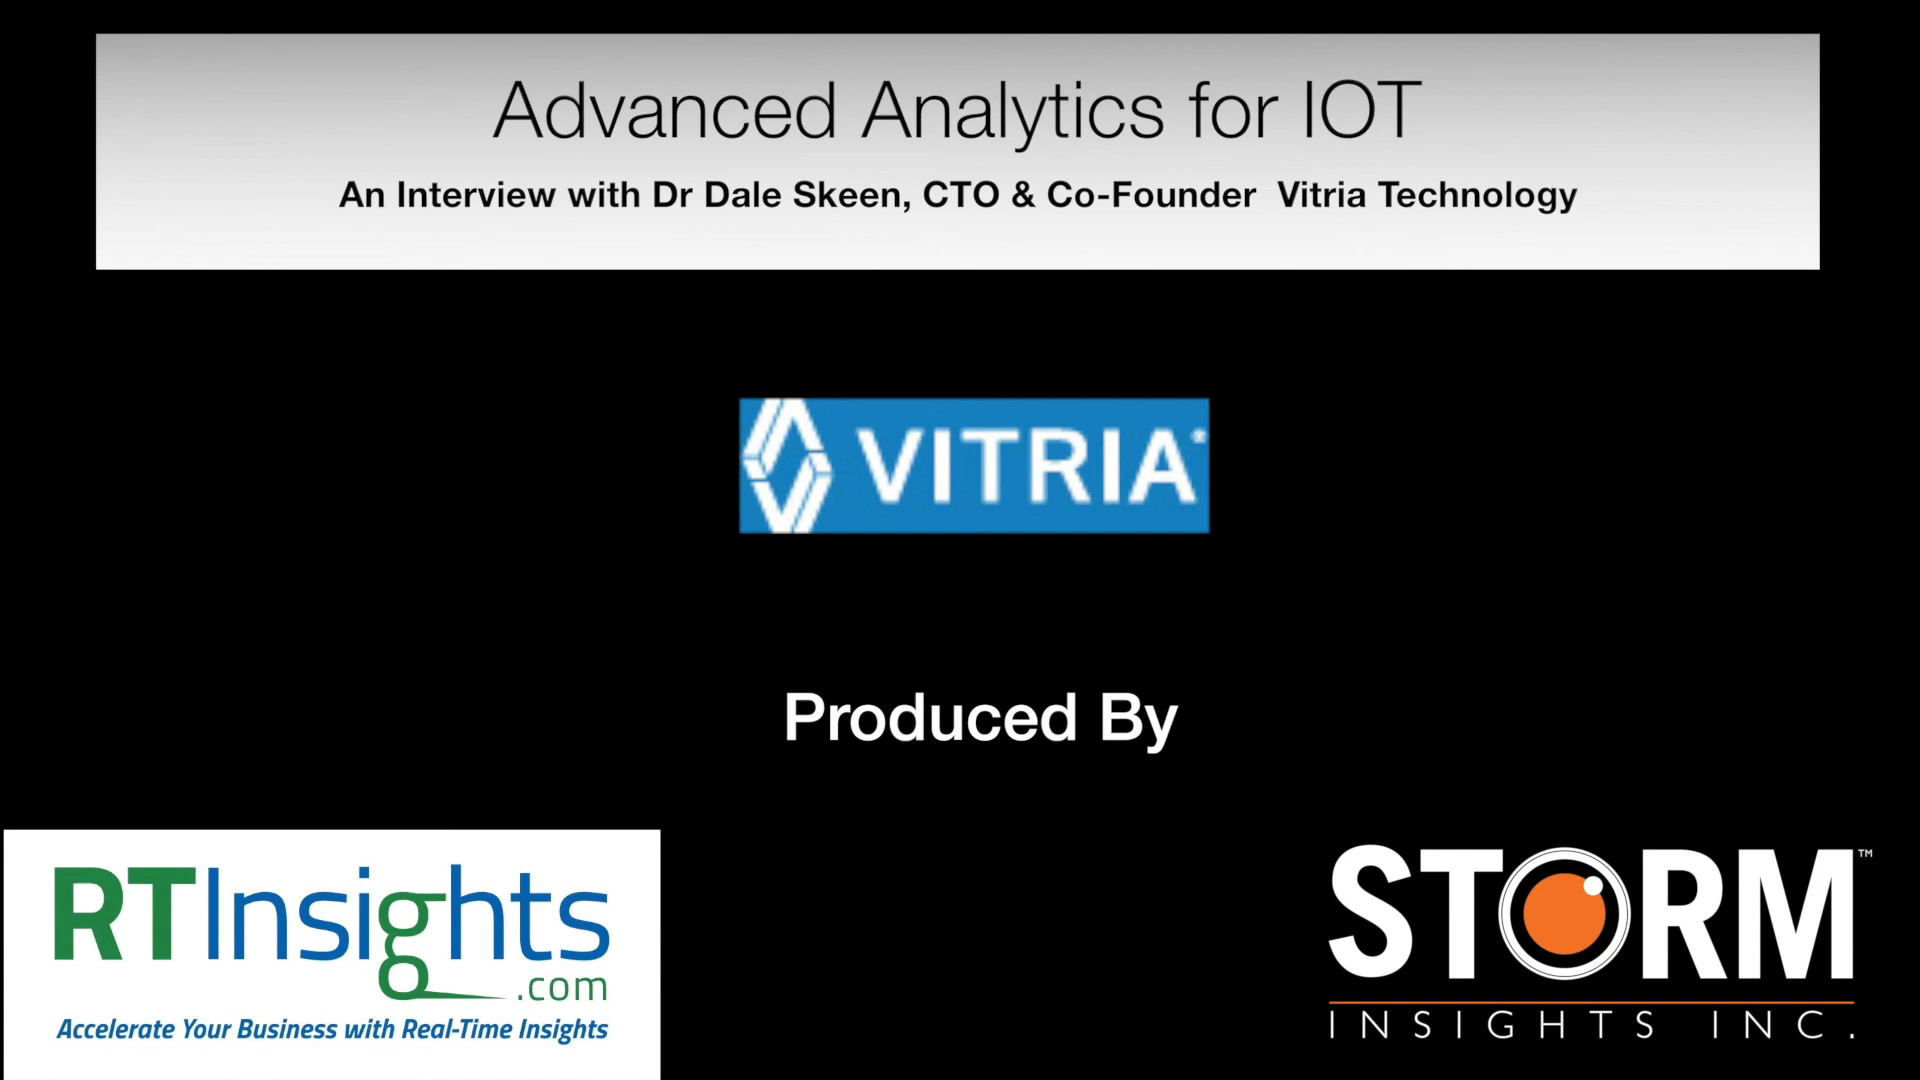 Advanced Analytics for IOT
An Interview with Dr Dale Skeen, CTO & Co-Founder Vitria Technology
VITRIA®
Produced By
RTInsights
.com
Accelerate Your Business with Real-Time Insights
STORM™
INSIGHTS INC.